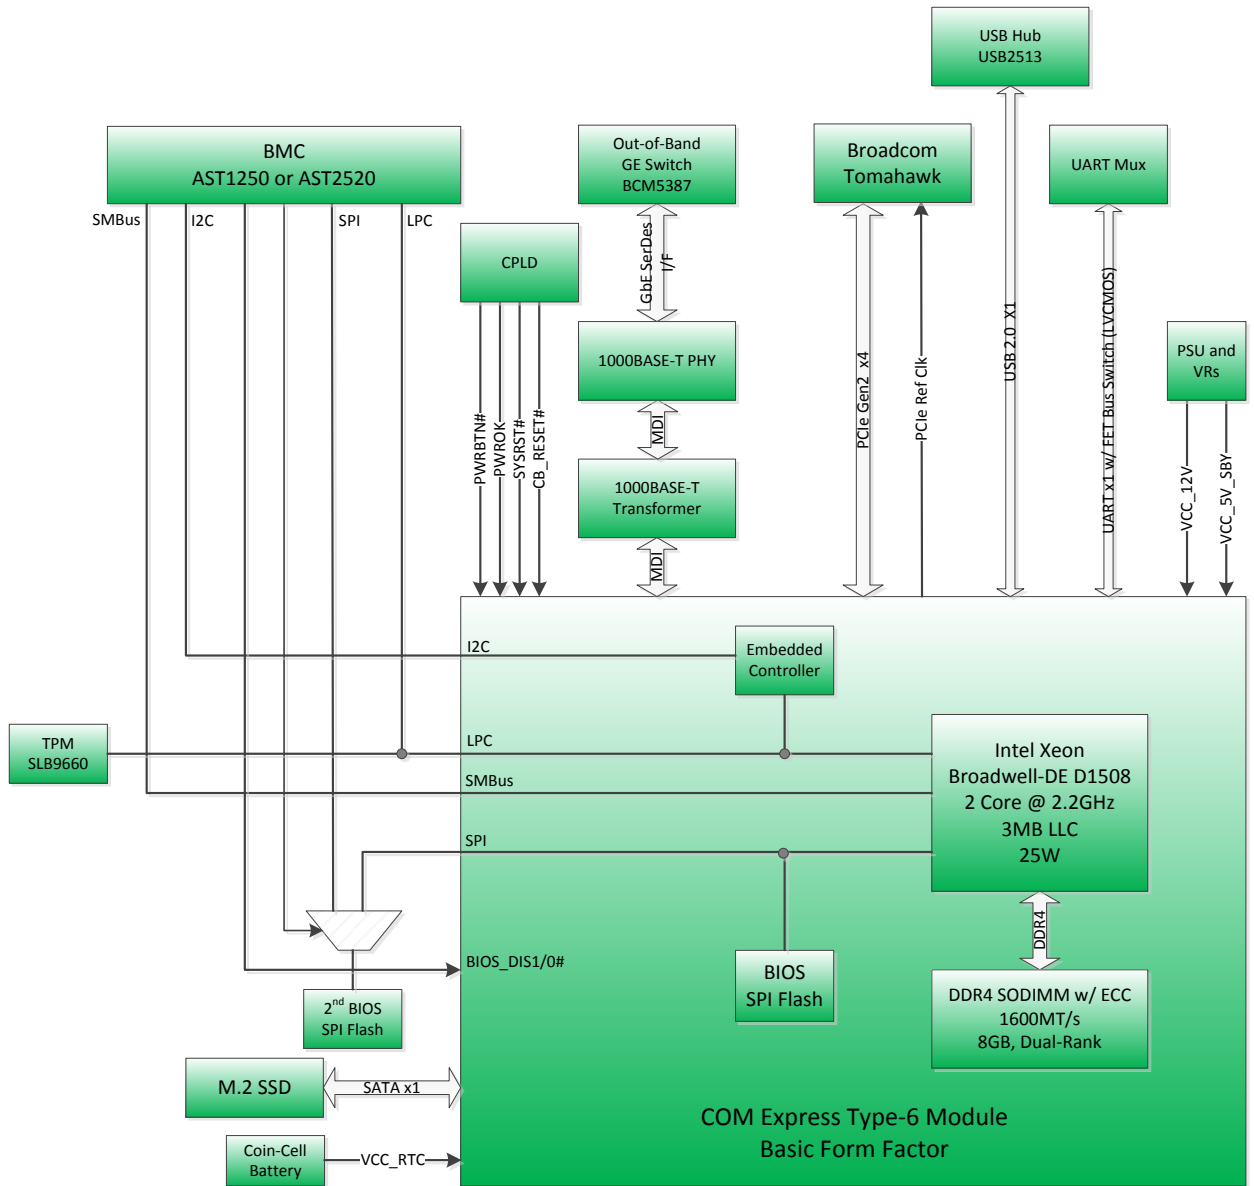 USB Hub
USB2513
BMC
AST1250 or AST2520
Out-of-Band
GE Switch
BCM5387
Broadcom
Tomahawk
UART Mux
SMBus
I2C
SPI
LPC
CPLD
GbE SerDes
I/F
1000BASE-T PHY
PSU and
VRs
PWRBTN#
PWROK
SYSRST#
CB_RESET#
MDI
1000BASE-T
Transformer
MDI
PCIe Gen2 x4
PCIe Ref Clk
USB 2.0 X1
UART x1 w/ FET Bus Switch (LVCMOS)
VCC_12V
VCC_5V_SBY
I2C
Embedded
Controller
TPM
SLB9660
LPC
SMBus
SPI
Intel Xeon
Broadwell-DE D1508
2 Core @ 2.2GHz
3MB LLC
25W
DDR4
BIOS_DIS1/0#
BIOS
SPI Flash
DDR4 SODIMM w/ ECC
1600MT/s
8GB, Dual-Rank
2nd BIOS
SPI Flash
M.2 SSD
SATA x1
COM Express Type-6 Module
Basic Form Factor
Coin-Cell
Battery
VCC_RTC